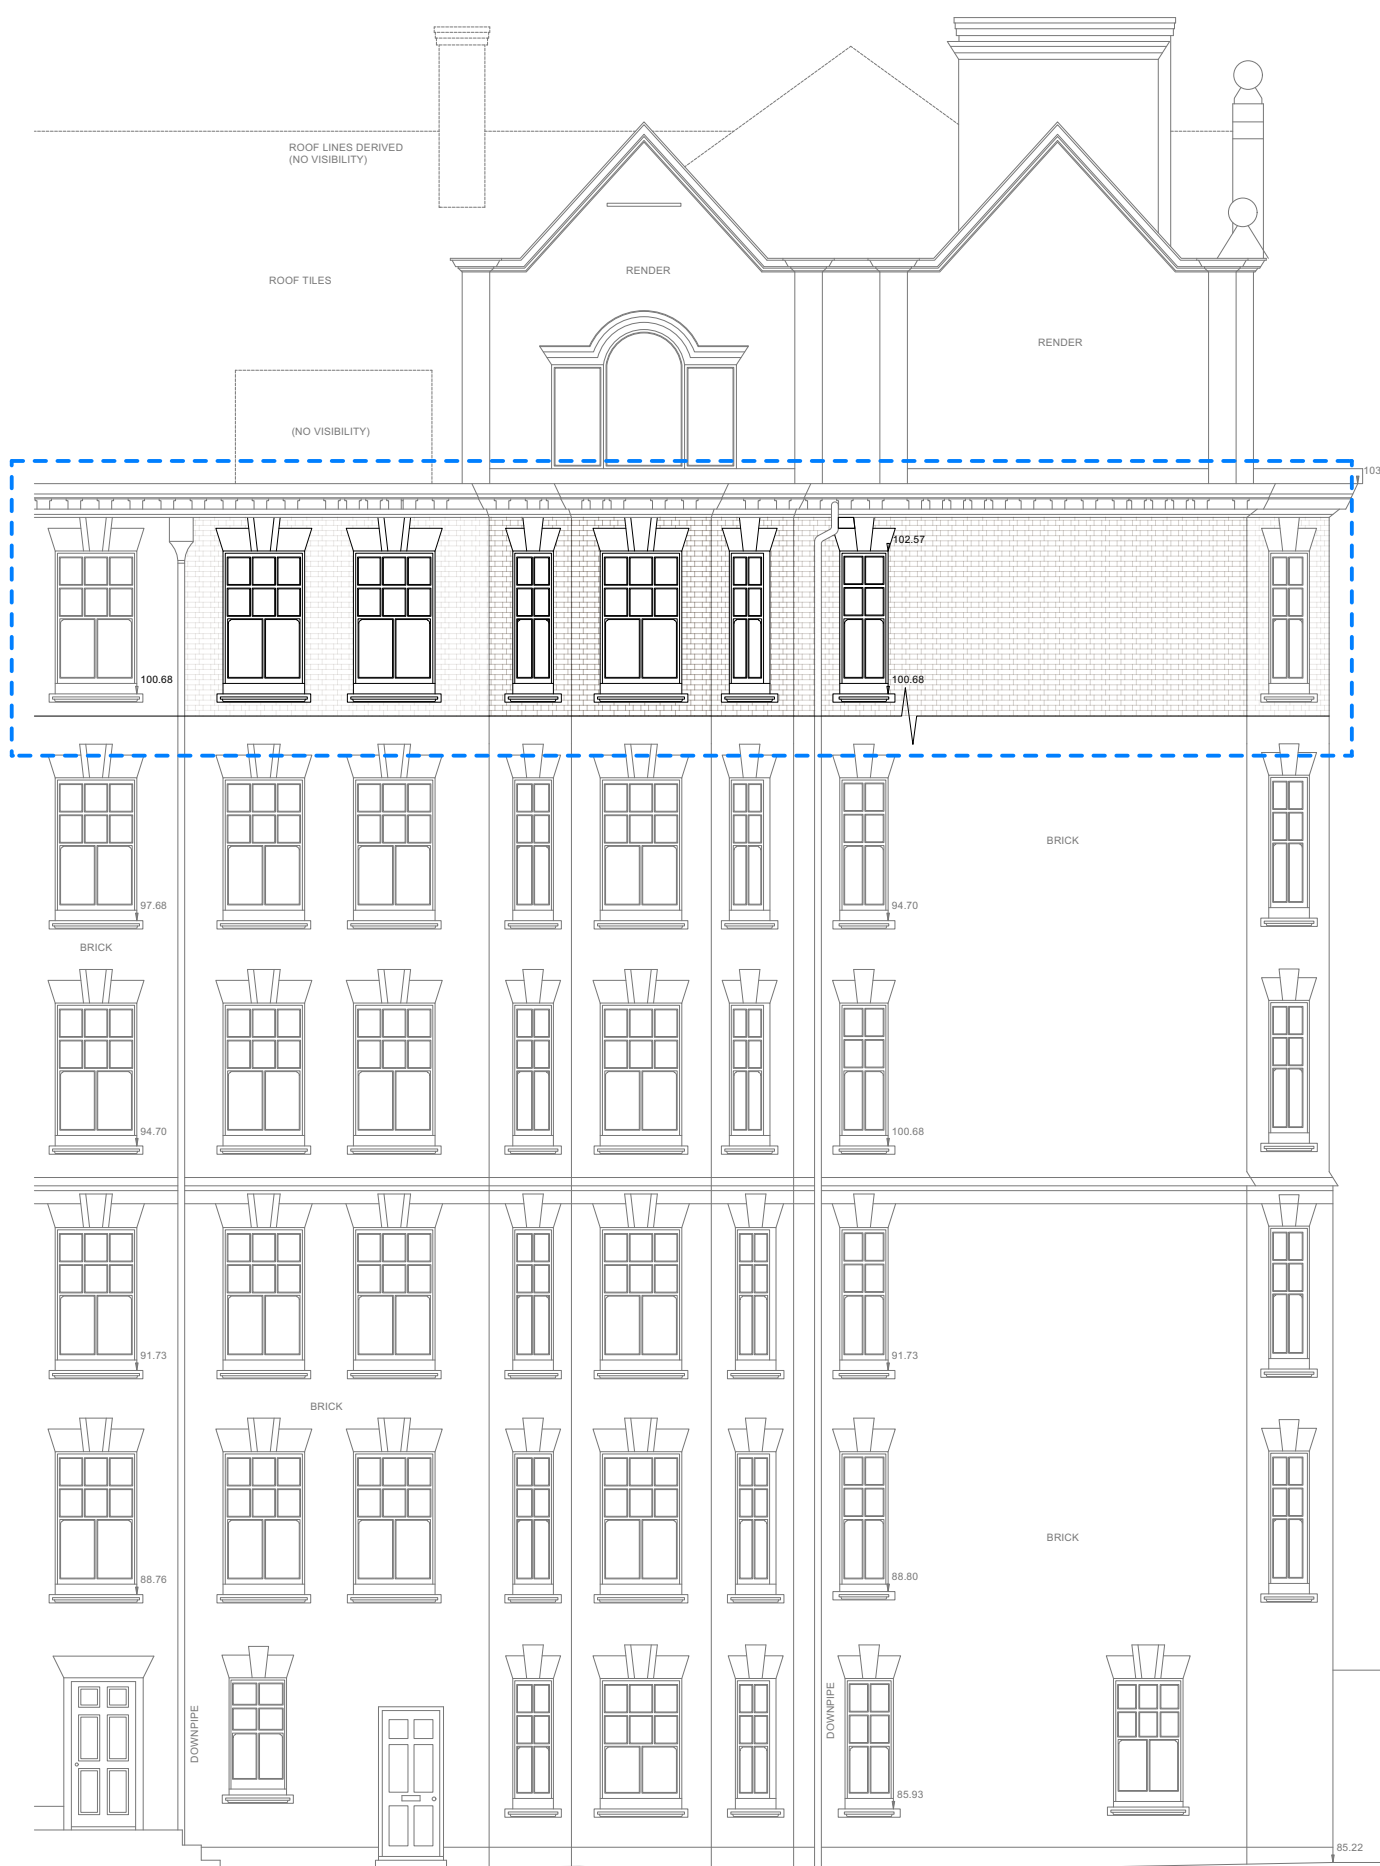 ROOF LINES DERIVED
(NO VISIBILITY)
ROOF TILES
RENDER
RENDER
(NO VISIBILITY)
103
102.57
100.68
100.68
BRICK
97.68
94.70
BRICK
94.70
100.68
91.73
91.73
BRICK
BRICK
88.76
88.80
DOWNPIPE
DOWNPIPE
85.93
85.22